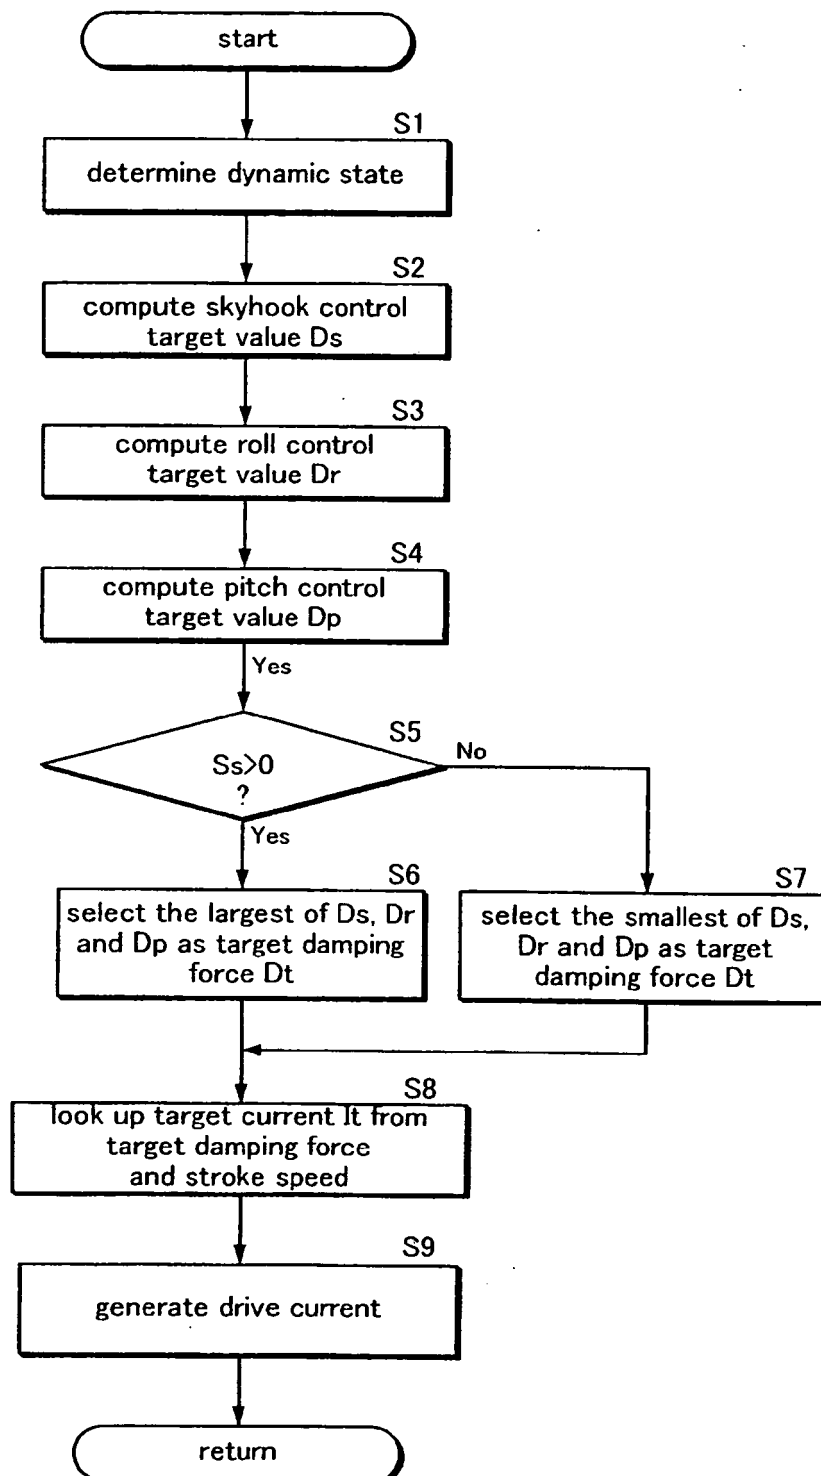 start
S1
determine dynamic state
S2
compute skyhook control
target value Ds
S3
compute roll control
target value Dr
S4
compute pitch control
target value Dp
Yes
S5
Ss>0
?
No
Yes
S6
select the largest of Ds, Dr
and Dp as target damping
force Dt
S7
select the smallest of Ds,
Dr and Dp as target
damping force Dt
S8
look up target current It from
target damping force
and stroke speed
S9
generate drive current
return